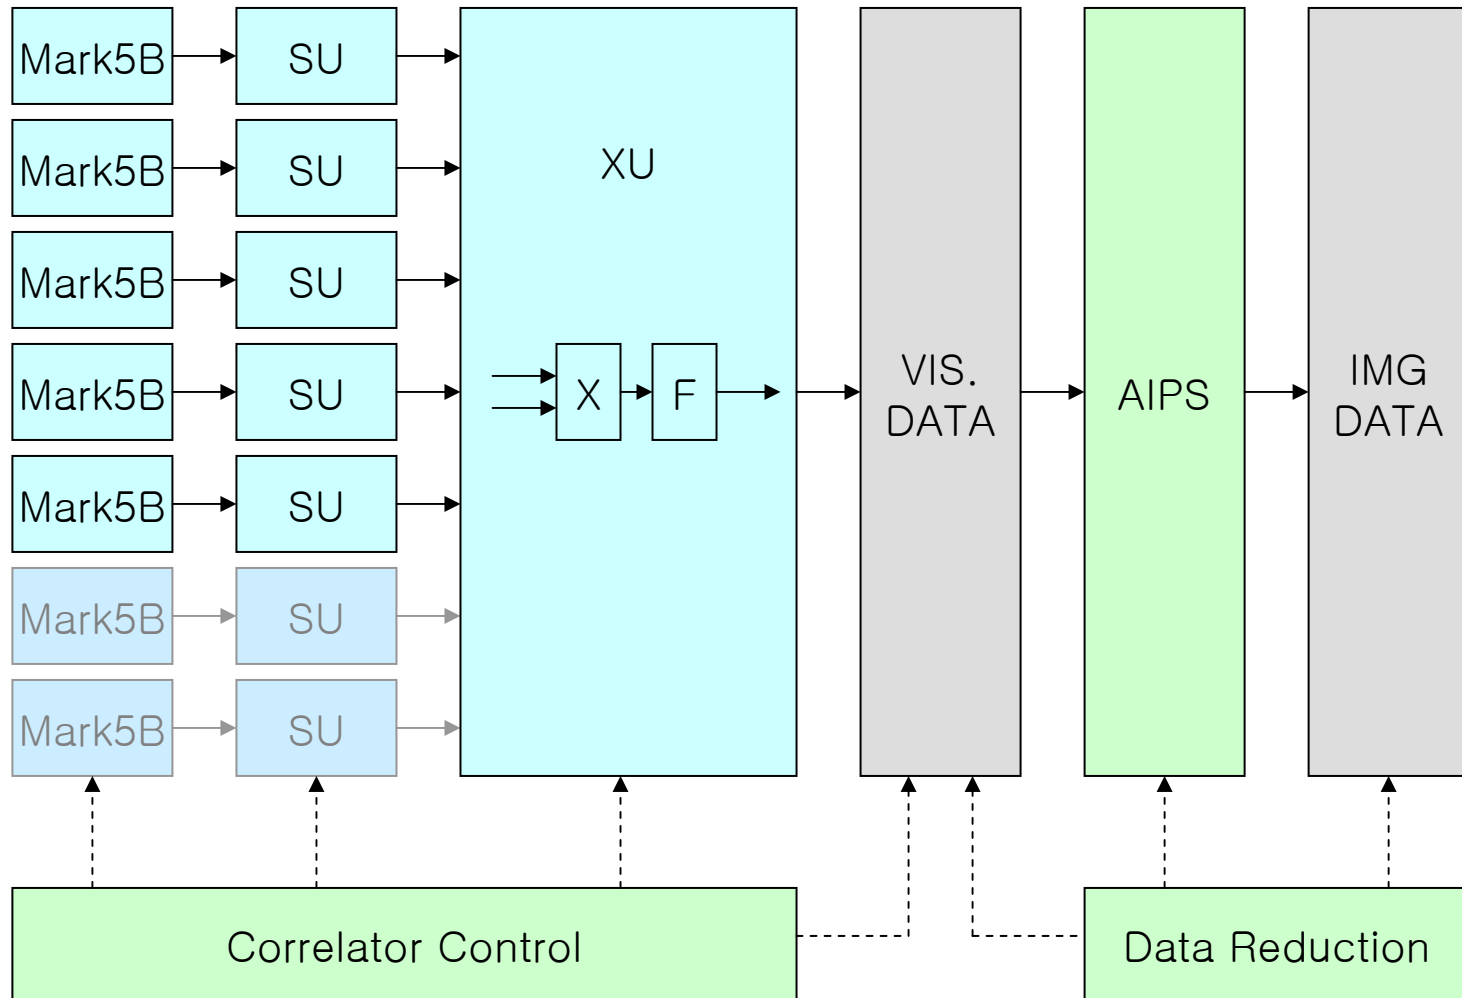 Mark5B
SU
Mark5B
SU
XU
Mark5B
SU
Mark5B
SU
X
F
VIS.
DATA
AIPS
IMG
DATA
Mark5B
SU
Mark5B
SU
Mark5B
SU
Correlator Control
Data Reduction